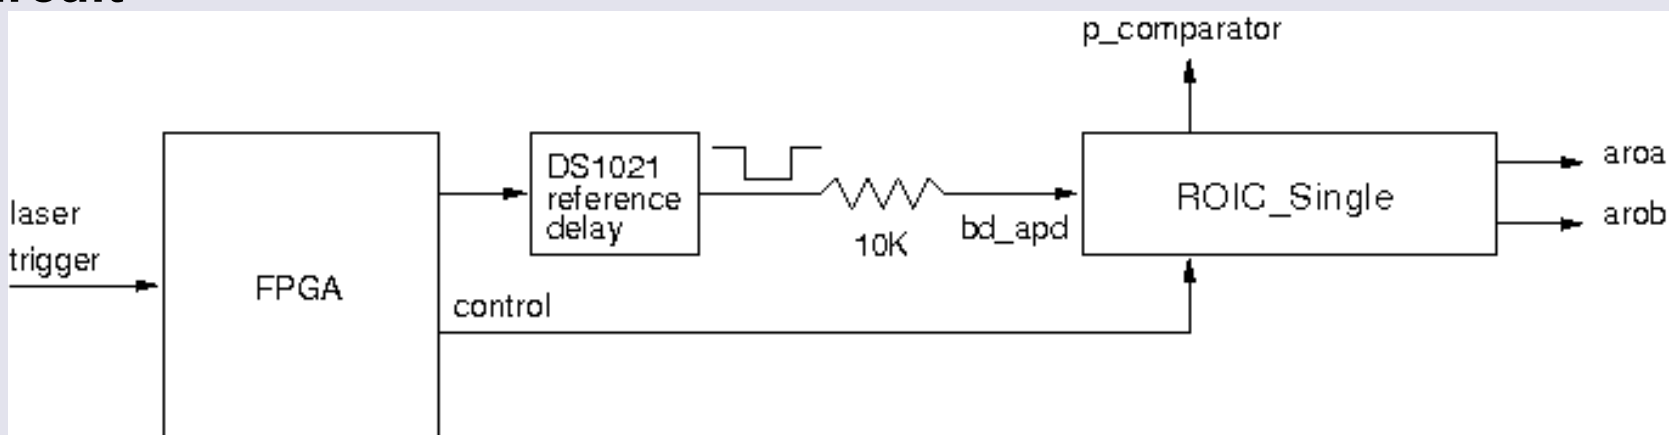 p_comparator
laser
trigger
FPGA
DS1021
reference
delay
10K
bd_apd
ROIC_Single
aroa
arob
control